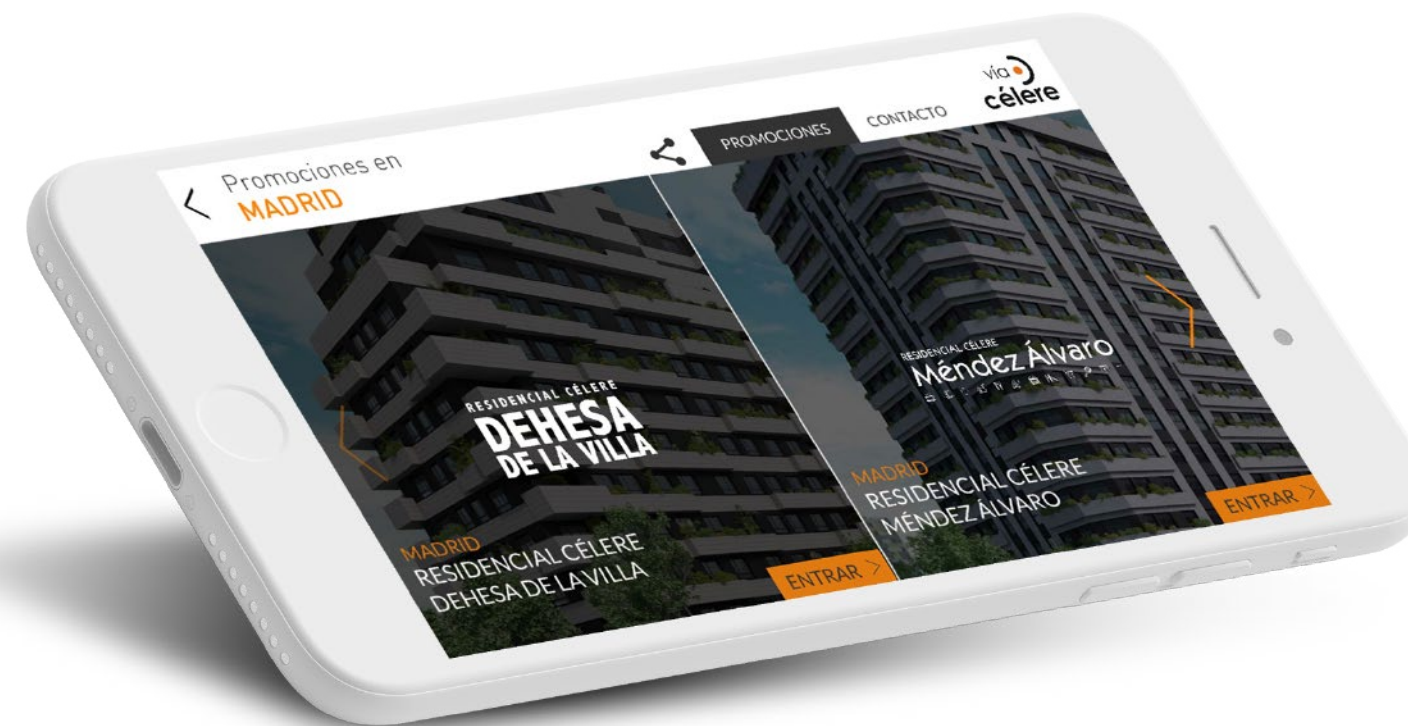 Promociones en
MADRID
PROMOCIONES
CONTACTO
vía
célere
RESIDENCIAL CÉLERE
DEHESA
DE LA VILLA
MADRID
RESIDENCIAL CÉLERE
DEHESA DE LA VILLA
ENTRAR >
RESIDENCIAL CÉLERE
Méndez Álvaro
MADRID
RESIDENCIAL CÉLERE
MÉNDEZ ÁLVARO
ENTRAR >